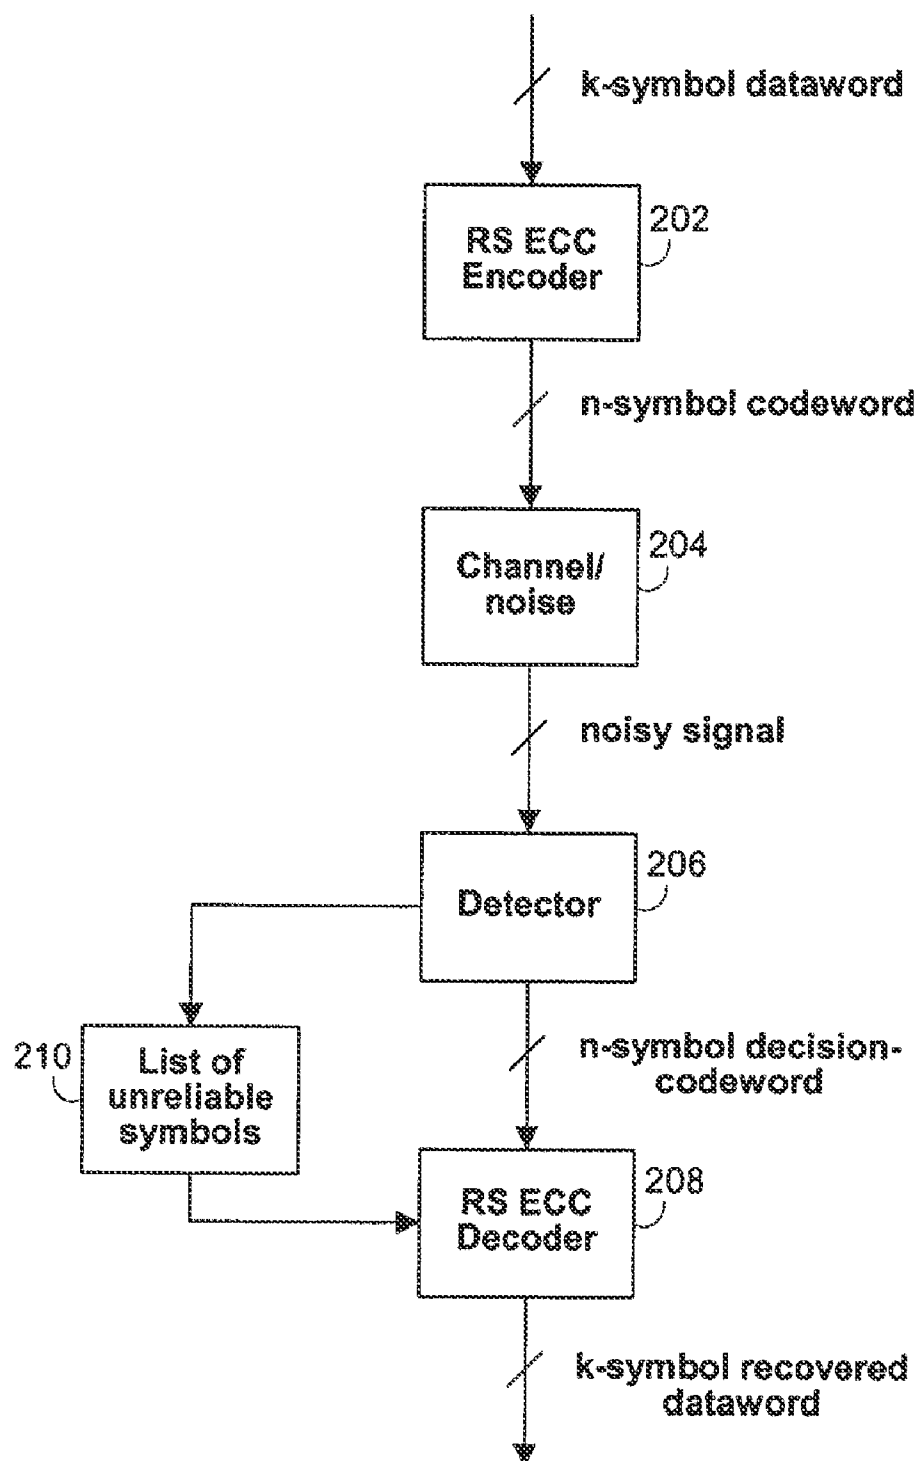 k-symbol dataword
202
RS ECC
Encoder
n-symbol codeword
204
Channel/
noise
noisy signal
206
Detector
210
List of
unreliable
symbols
n-symbol decision-
codeword
208
RS ECC
Decoder
k-symbol recovered
dataword